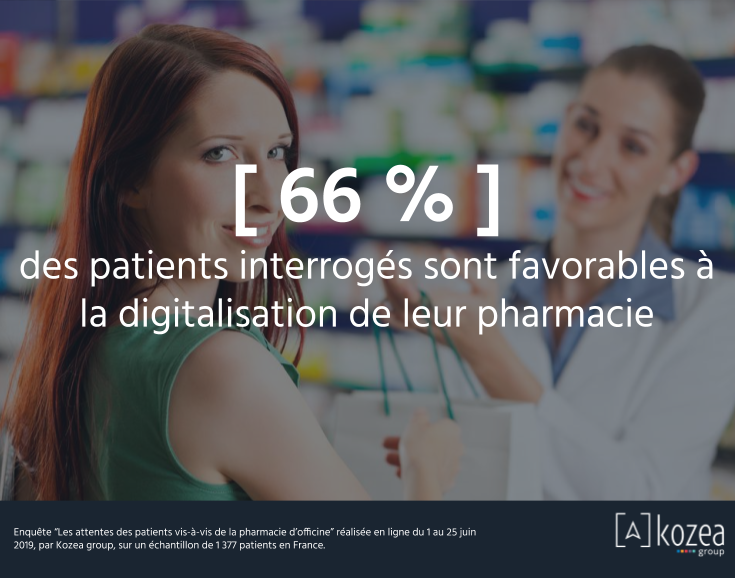 [ 66 % ]
des patients interrogés sont favorables à
la digitalisation de leur pharmacie
Enquête "Les attentes des patients vis-à-vis de la pharmacie d'officine" réalisée en ligne du 1 au 25 juin
2019, par Kozea group, sur un échantillon de 1 377 patients en France.
[A] kozea
group